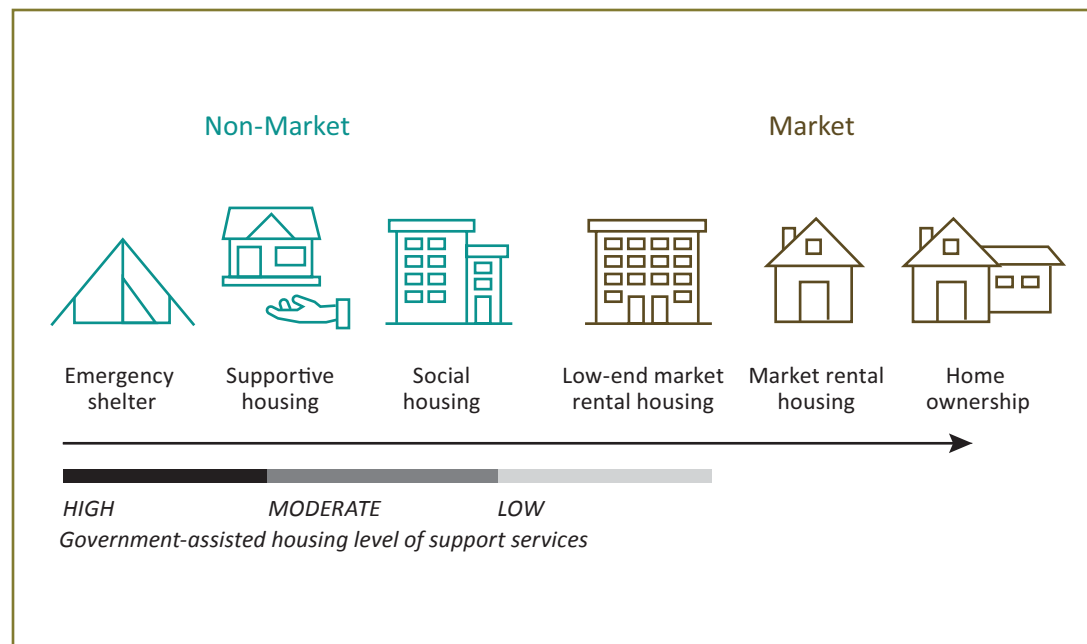 Non-Market
Market
Emergency
shelter
Supportive
housing
Social
housing
Low-end market
rental housing
Market rental
housing
Home
ownership
HIGH
MODERATE
LOW
Government-assisted housing level of support services